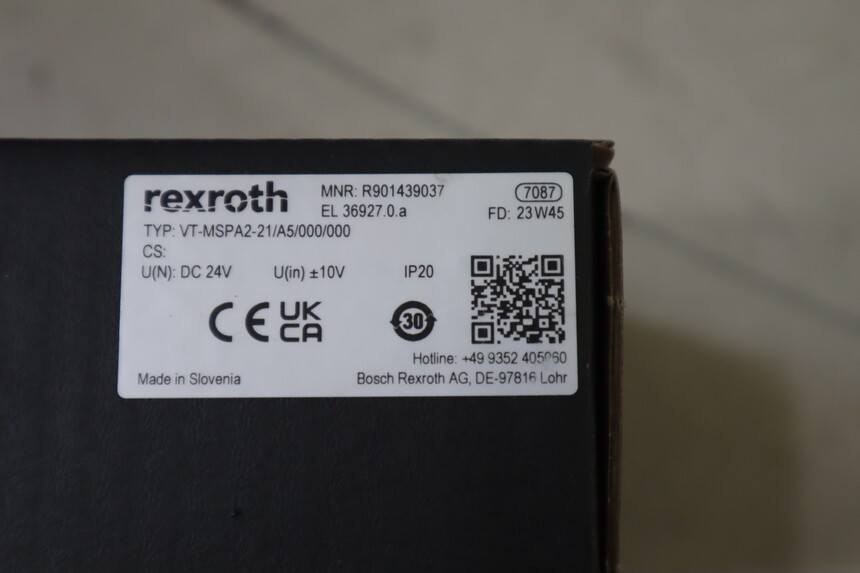 rexroth
MNR: R901439037
7087
EL 36927.0.a
FD: 23W45
TYP: VT-MSPA2-21/A5/000/000
CS:
U(N): DC 24V U(in) ±10V IP20
CE UK CA
30
Hotline: +49 9352 405060
Made in Slovenia
Bosch Rexroth AG, DE-97816 Lohr